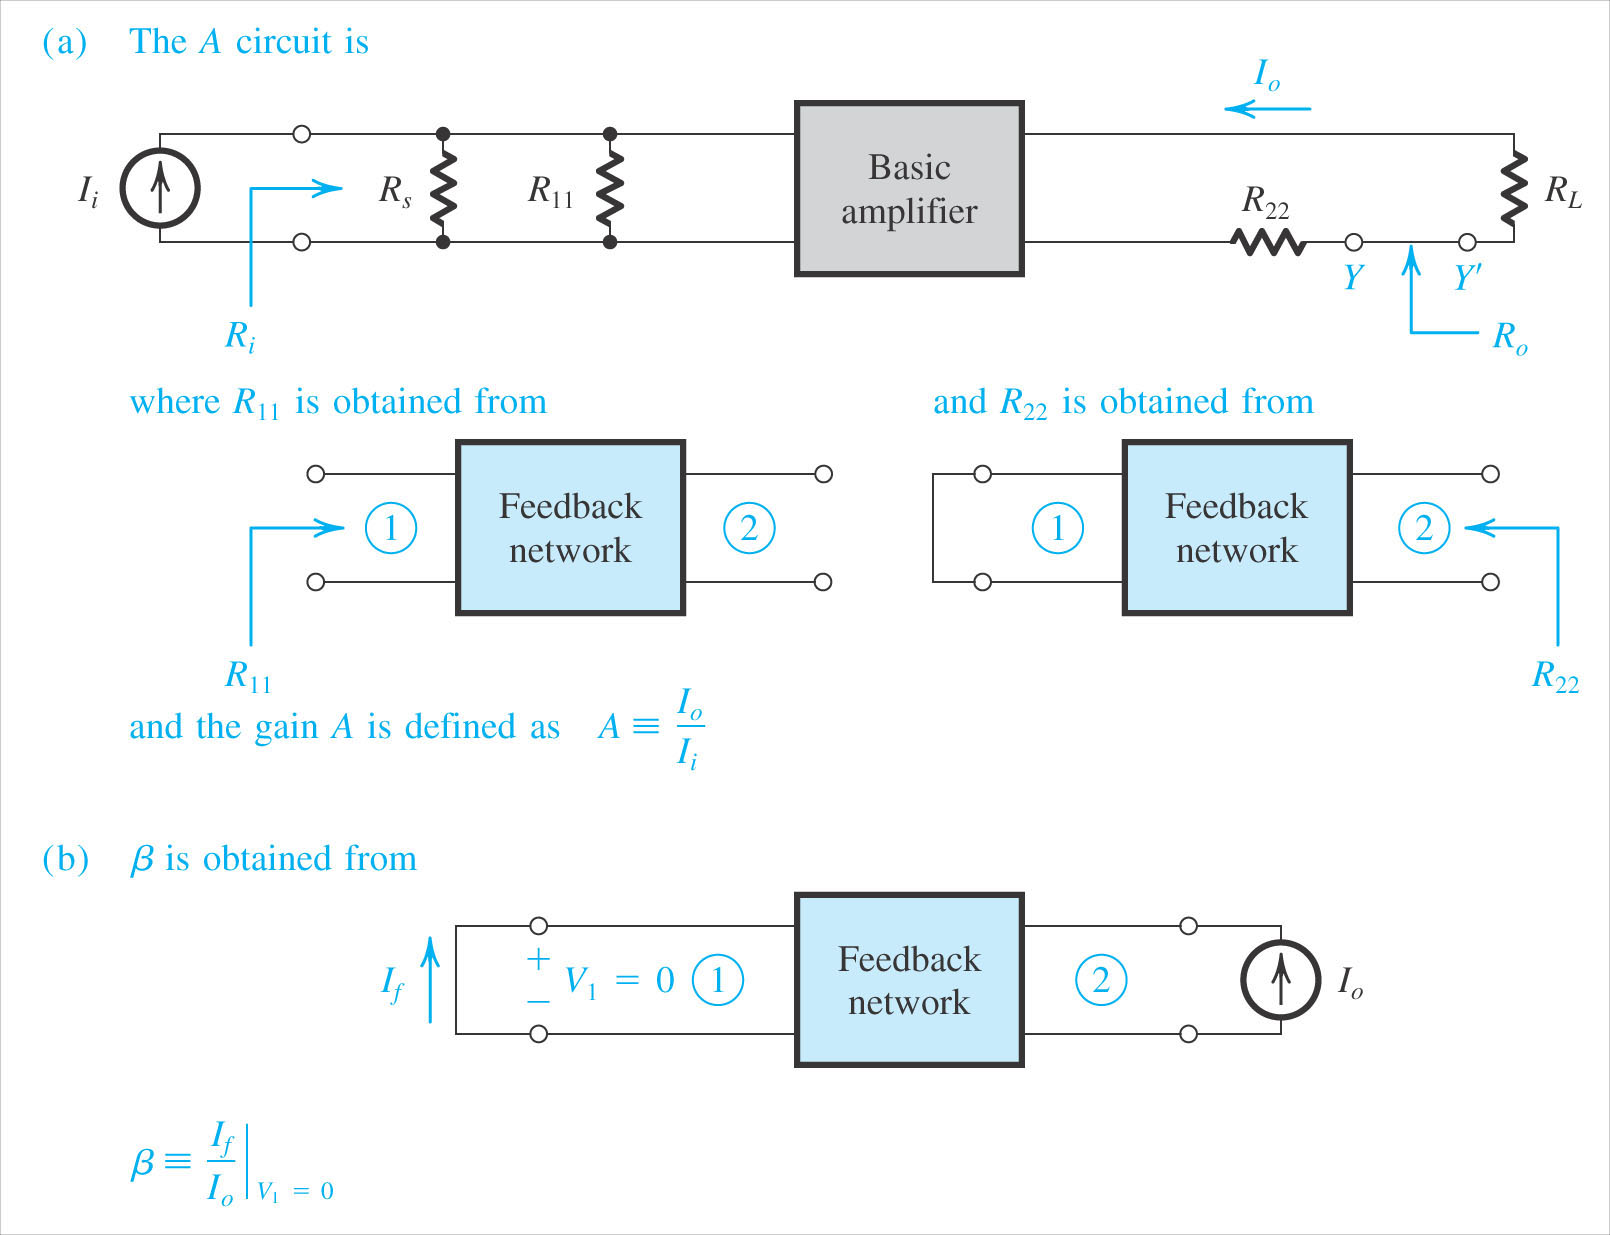 (a) The A circuit is
I_o
I_i
R_s
R_11
Basic
amplifier
R_22
R_L
Y
Y′
R_i
R_o
where R_11 is obtained from
and R_22 is obtained from
1
Feedback
network
2
1
Feedback
network
2
R_11
R_22
and the gain A is defined as A ≡ I_o / I_i
(b) β is obtained from
I_f
+
−
V_1 = 0
1
Feedback
network
2
I_o
β ≡ I_f / I_o |_{V_1 = 0}